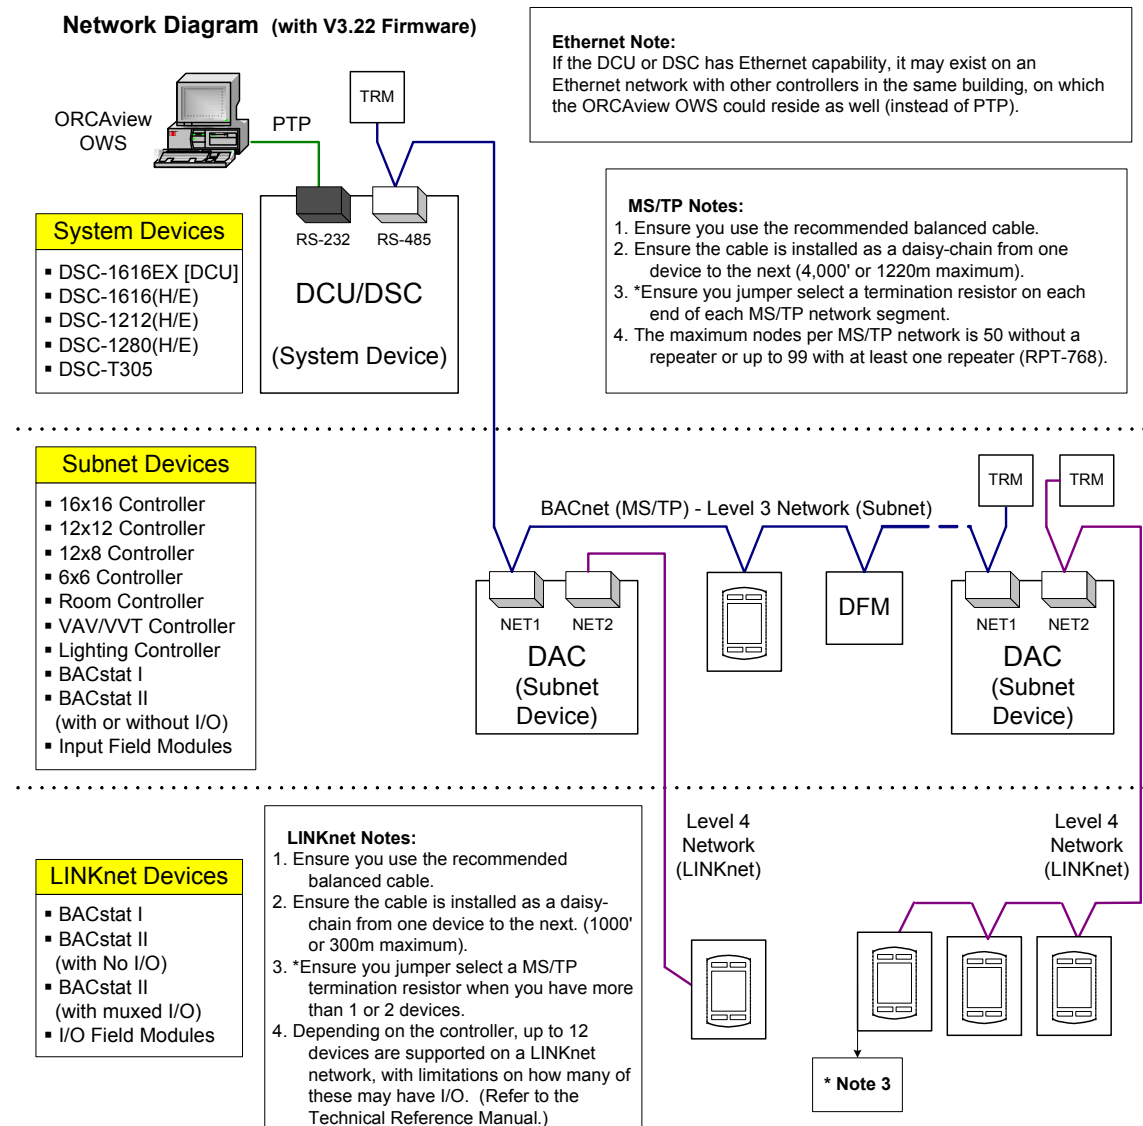 Network Diagram (with V3.22 Firmware)
Ethernet Note:
If the DCU or DSC has Ethernet capability, it may exist on an
Ethernet network with other controllers in the same building, on which
the ORCAview OWS could reside as well (instead of PTP).
ORCAview
OWS
PTP
TRM
RS-232
RS-485
DCU/DSC
(System Device)
System Devices
▪ DSC-1616EX [DCU]
▪ DSC-1616(H/E)
▪ DSC-1212(H/E)
▪ DSC-1280(H/E)
▪ DSC-T305
MS/TP Notes:
1. Ensure you use the recommended balanced cable.
2. Ensure the cable is installed as a daisy-chain from one
device to the next (4,000' or 1220m maximum).
3. *Ensure you jumper select a termination resistor on each
end of each MS/TP network segment.
4. The maximum nodes per MS/TP network is 50 without a
repeater or up to 99 with at least one repeater (RPT-768).
Subnet Devices
▪ 16x16 Controller
▪ 12x12 Controller
▪ 12x8 Controller
▪ 6x6 Controller
▪ Room Controller
▪ VAV/VVT Controller
▪ Lighting Controller
▪ BACstat I
▪ BACstat II
(with or without I/O)
▪ Input Field Modules
BACnet (MS/TP) - Level 3 Network (Subnet)
TRM
TRM
NET1
NET2
DAC
(Subnet
Device)
DFM
NET1
NET2
DAC
(Subnet
Device)
LINKnet Devices
▪ BACstat I
▪ BACstat II
(with No I/O)
▪ BACstat II
(with muxed I/O)
▪ I/O Field Modules
LINKnet Notes:
1. Ensure you use the recommended
balanced cable.
2. Ensure the cable is installed as a daisy-
chain from one device to the next. (1000'
or 300m maximum).
3. *Ensure you jumper select a MS/TP
termination resistor when you have more
than 1 or 2 devices.
4. Depending on the controller, up to 12
devices are supported on a LINKnet
network, with limitations on how many of
these may have I/O. (Refer to the
Technical Reference Manual.)
Level 4
Network
(LINKnet)
Level 4
Network
(LINKnet)
* Note 3